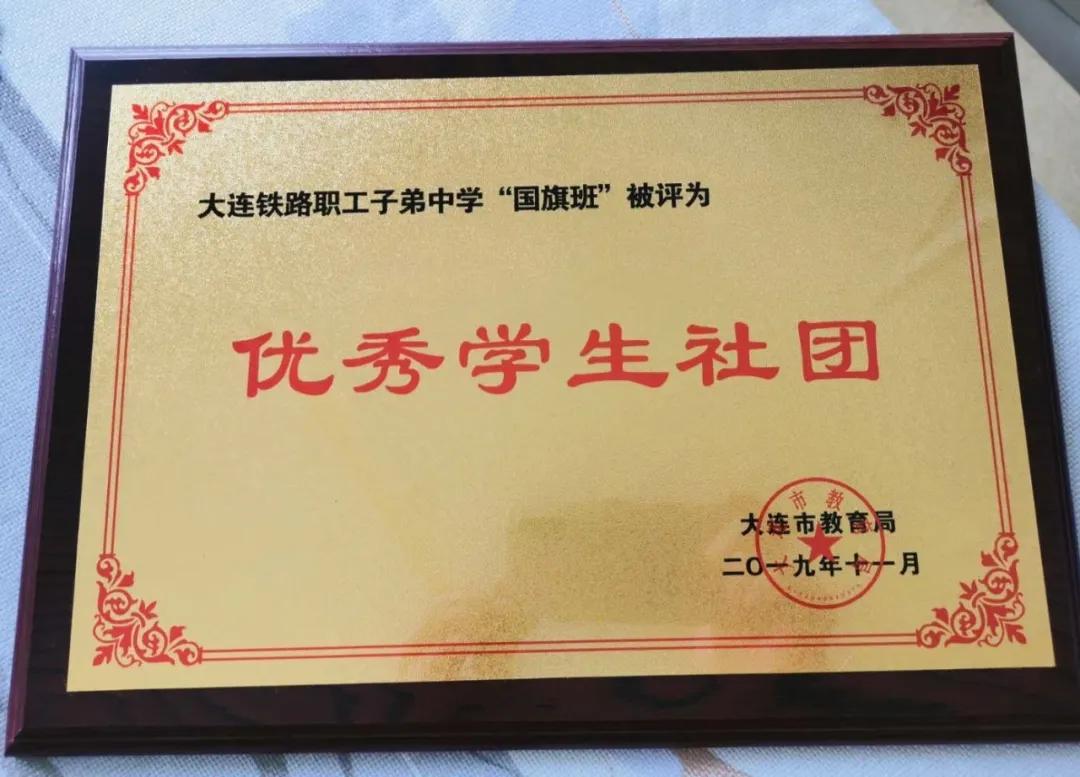 大连铁路职工子弟中学“国旗班”被评为
优秀学生社团
大连市教育局
二〇一九年十一月